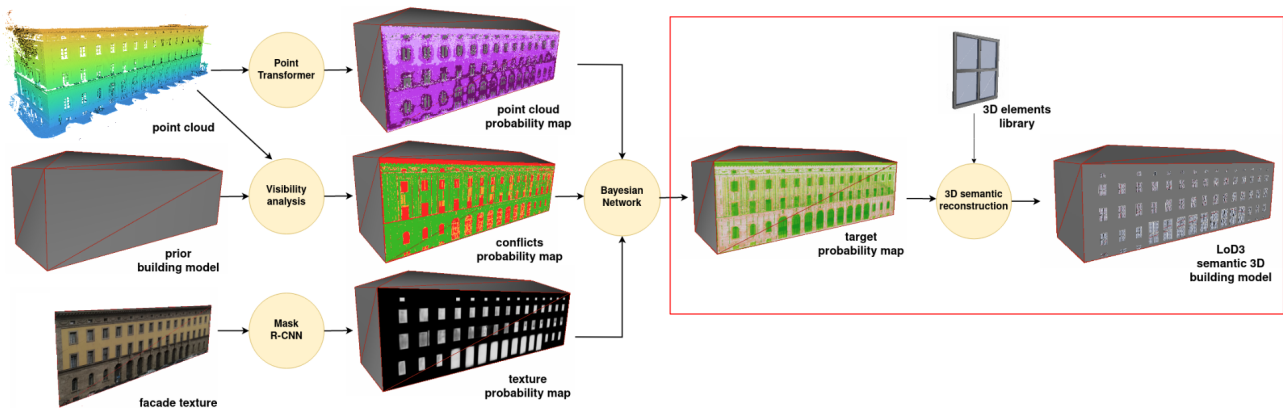 point cloud
Point
Transformer
point cloud
probability map
prior
building model
Visibility
analysis
conflicts
probability map
facade texture
Mask
R-CNN
texture
probability map
Bayesian
Network
target
probability map
3D elements
library
3D semantic
reconstruction
LoD3
semantic 3D
building model